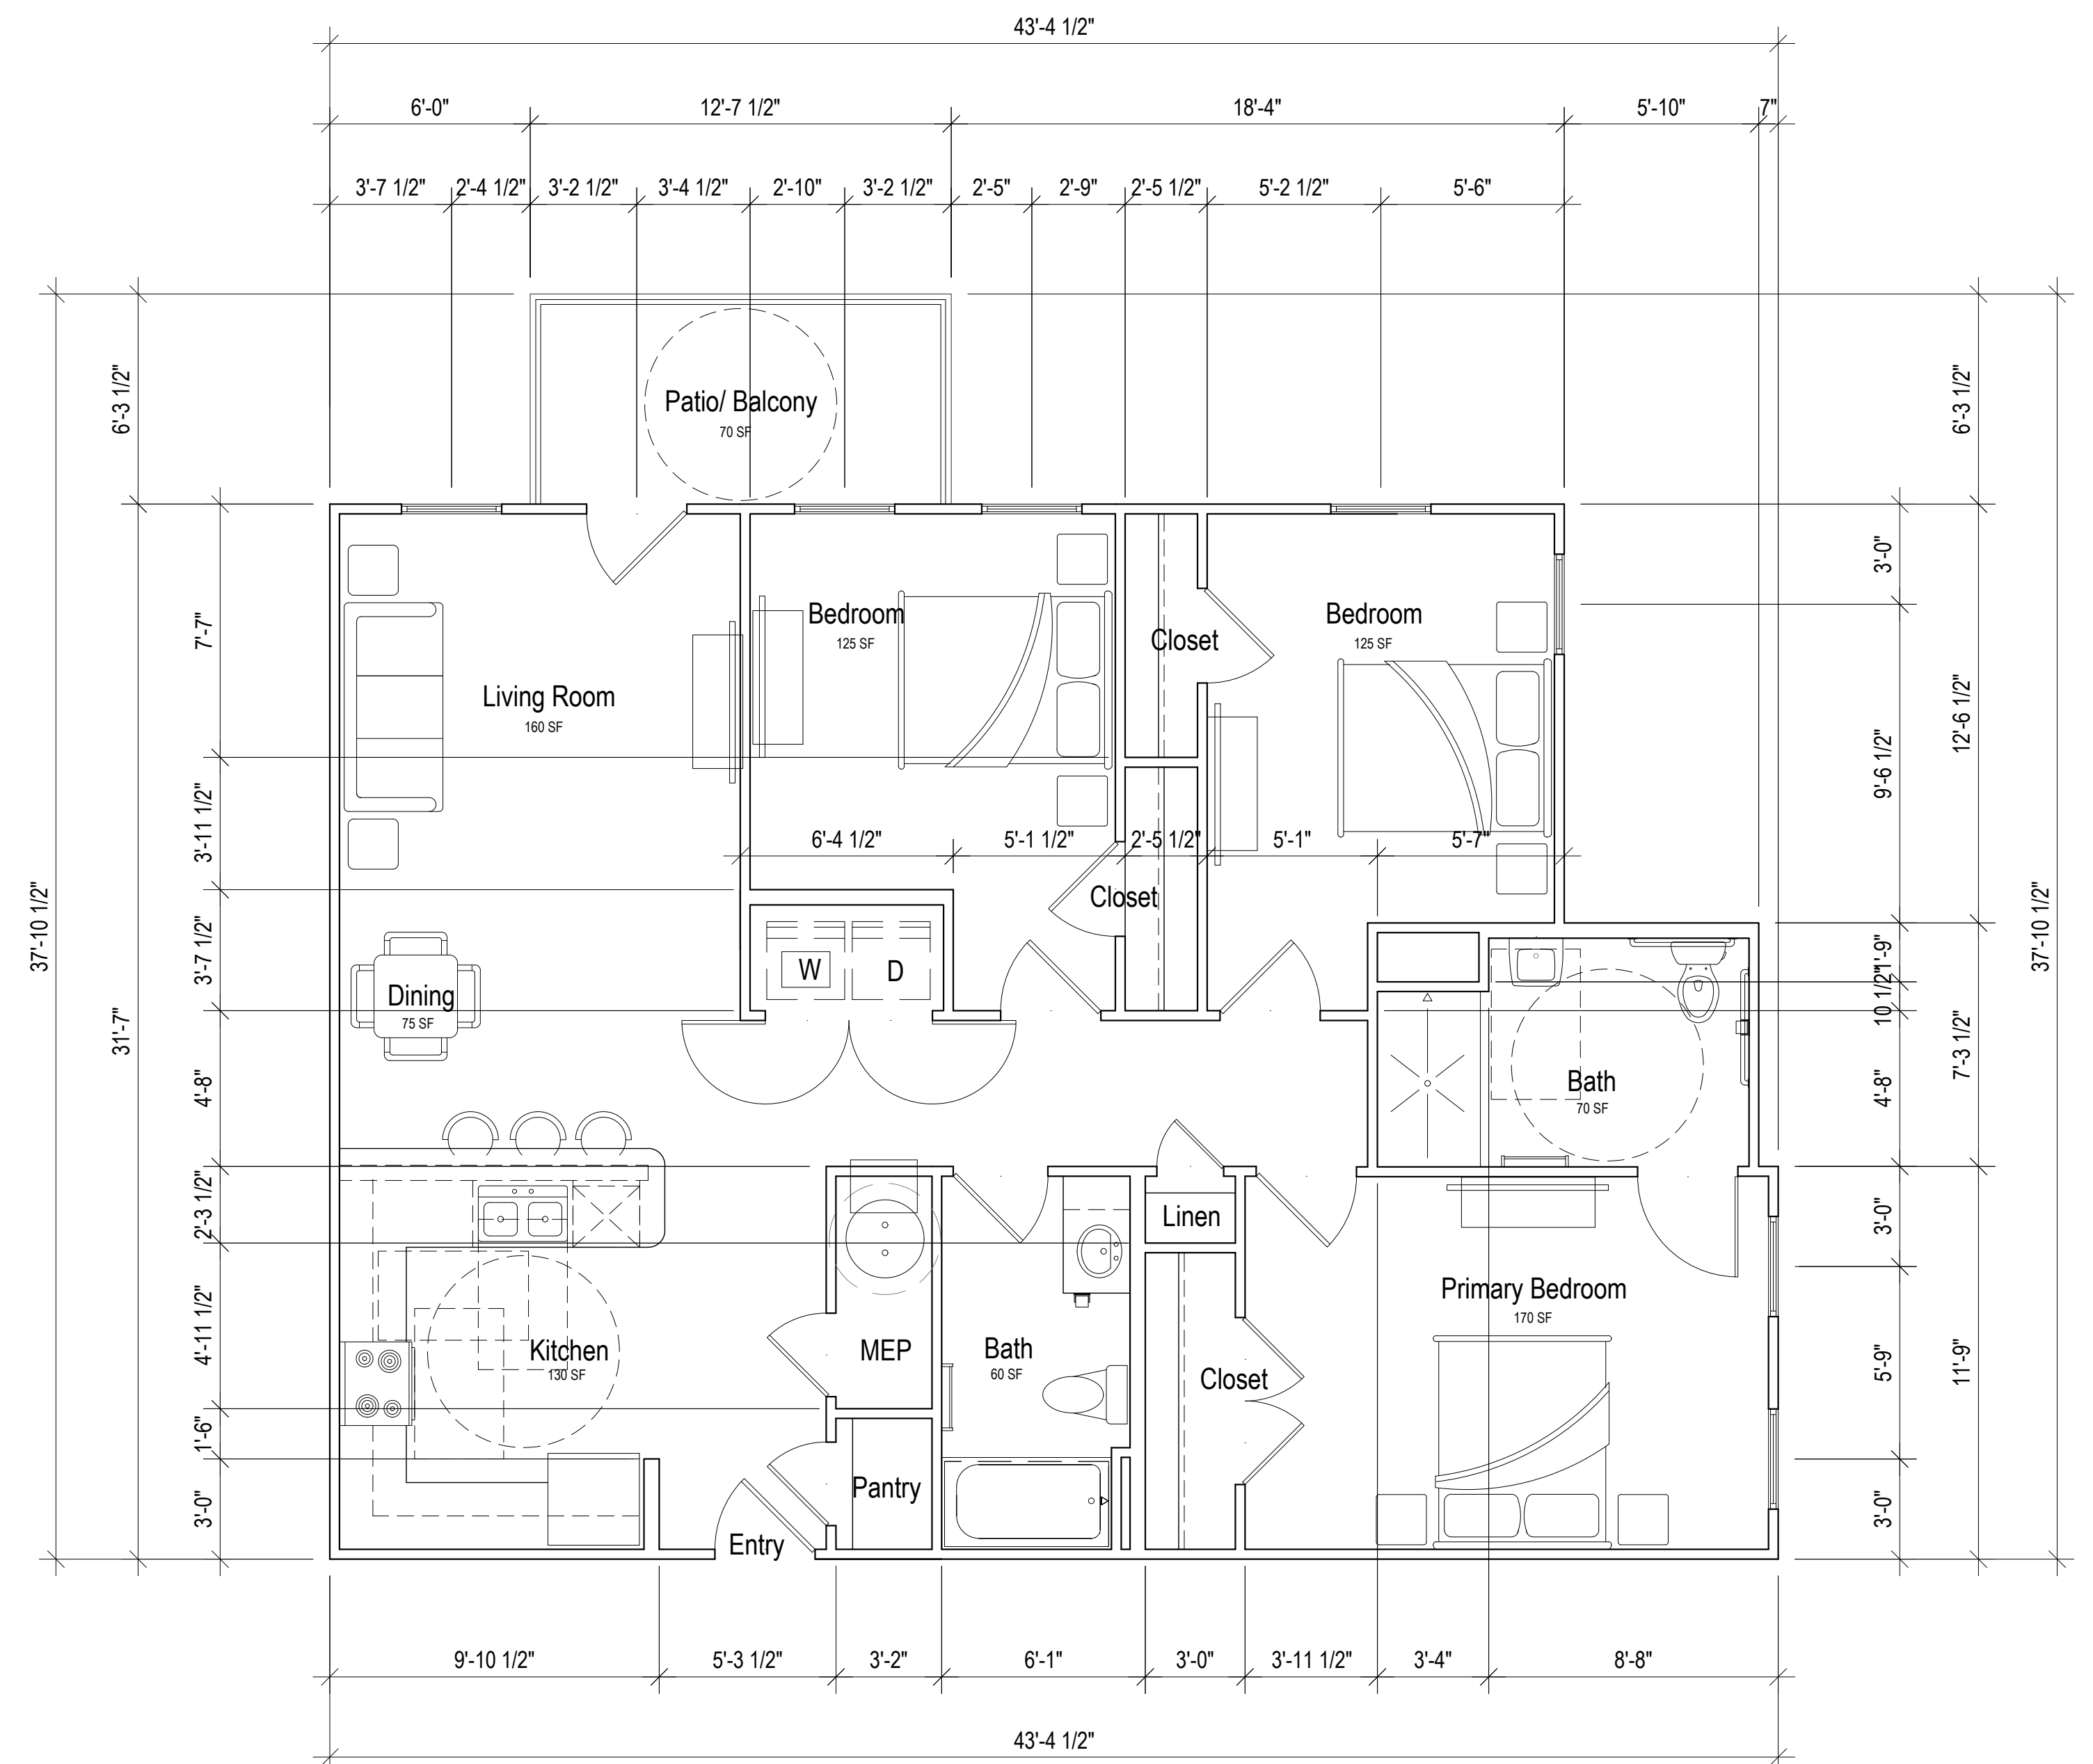 43'-4 1/2"
6'-0" 12'-7 1/2" 18'-4" 5'-10" 7"
3'-7 1/2" 2'-4 1/2" 3'-2 1/2" 3'-4 1/2" 2'-10" 3'-2 1/2" 2'-5" 2'-9" 2'-5 1/2" 5'-2 1/2" 5'-6"
37'-10 1/2"
6'-3 1/2"
31'-7"
7'-7"
3'-11 1/2"
3'-7 1/2"
4'-8"
2'-3 1/2"
4'-11 1/2"
1'-6"
3'-0"
Patio/ Balcony
70 SF
Living Room
160 SF
Bedroom
125 SF
Closet
Bedroom
125 SF
6'-4 1/2" 5'-1 1/2" 2'-5 1/2" 5'-1" 5'-7"
Closet
W
D
Dining
75 SF
Bath
70 SF
Linen
Primary Bedroom
170 SF
Kitchen
130 SF
MEP
Bath
60 SF
Closet
Pantry
Entry
3'-0"
9'-6 1/2"
1'-9"
10 1/2"
4'-8"
3'-0"
5'-9"
3'-0"
6'-3 1/2"
12'-6 1/2"
7'-3 1/2"
11'-9"
37'-10 1/2"
9'-10 1/2" 5'-3 1/2" 3'-2" 6'-1" 3'-0" 3'-11 1/2" 3'-4" 8'-8"
43'-4 1/2"